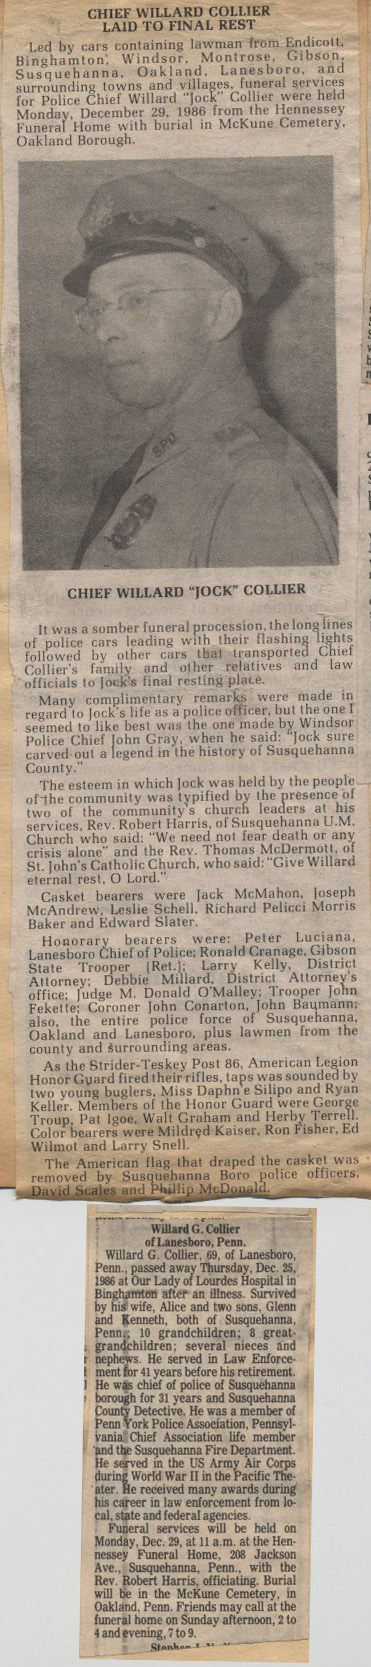 CHIEF WILLARD COLLIER
LAID TO FINAL REST
Led by cars containing lawman from Endicott,
Binghamton, Windsor, Montrose, Gibson,
Susquehanna, Oakland, Lanesboro, and
surrounding towns and villages, funeral services
for Police Chief Willard "Jock" Collier were held
Monday, December 29, 1986 from the Hennessey
Funeral Home with burial in McKune Cemetery,
Oakland Borough.
SPD
CHIEF WILLARD "JOCK" COLLIER
It was a somber funeral procession, the long lines
of police cars leading with their flashing lights
followed by other cars that transported Chief
Collier's family and other relatives and law
officials to Jock's final resting place.
Many complimentary remarks were made in
regard to Jock's life as a police officer, but the one I
seemed to like best was the one made by Windsor
Police Chief John Gray, when he said: "Jock sure
carved out a legend in the history of Susquehanna
County."
The esteem in which Jock was held by the people
of the community was typified by the presence of
two of the community's church leaders at his
services, Rev. Robert Harris, of Susquehanna U.M.
Church who said: "We need not fear death or any
crisis alone" and the Rev. Thomas McDermott, of
St. John's Catholic Church, who said: "Give Willard
eternal rest, O Lord."
Casket bearers were Jack McMahon, Joseph
McAndrew, Leslie Schell, Richard Pelicci Morris
Baker and Edward Slater.
Honorary bearers were: Peter Luciana,
Lanesboro Chief of Police; Ronald Cranage, Gibson
State Trooper (Ret.); Larry Kelly, District
Attorney; Debbie Millard, District Attorney's
office; Judge M. Donald O'Malley; Trooper John
Fekette; Coroner John Conarton, John Baumann;
also, the entire police force of Susquehanna,
Oakland and Lanesboro, plus lawmen from the
county and surrounding areas.
As the Strider-Teskey Post 86, American Legion
Honor Guard fired their rifles, taps was sounded by
two young buglers, Miss Daphn'e Silipo and Ryan
Keller. Members of the Honor Guard were George
Troup, Pat Igoe, Walt Graham and Herby Terrell.
Color bearers were Mildred Kaiser, Ron Fisher, Ed
Wilmot and Larry Snell.
The American flag that draped the casket was
removed by Susquehanna Boro police officers,
David Scales and Phillip McDonald.
Willard G. Collier
of Lanesboro, Penn.
Willard G. Collier, 69, of Lanesboro,
Penn., passed away Thursday, Dec. 25,
1986 at Our Lady of Lourdes Hospital in
Binghamton after an illness. Survived
by his wife, Alice and two sons, Glenn
and Kenneth, both of Susquehanna,
Penn.; 10 grandchildren; 8 great-
grandchildren; several nieces and
nephews. He served in Law Enforce-
ment for 41 years before his retirement.
He was chief of police of Susquehanna
borough for 31 years and Susquehanna
County Detective. He was a member of
Penn York Police Association, Pennsyl-
vania Chief Association life member
and the Susquehanna Fire Department.
He served in the US Army Air Corps
during World War II in the Pacific The-
ater. He received many awards during
his career in law enforcement from lo-
cal, state and federal agencies.
Funeral services will be held on
Monday, Dec. 29, at 11 a.m. at the Hen-
nessey Funeral Home, 208 Jackson
Ave., Susquehanna, Penn., with the
Rev. Robert Harris, officiating. Burial
will be in the McKune Cemetery, in
Oakland, Penn. Friends may call at the
funeral home on Sunday afternoon, 2 to
4 and evening, 7 to 9.